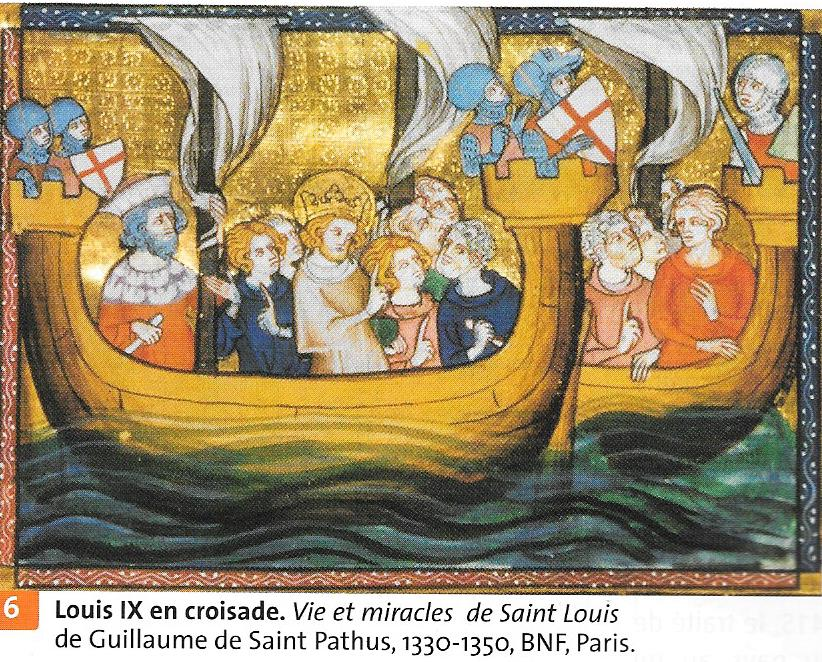 6 Louis IX en croisade. Vie et miracles de Saint Louis
de Guillaume de Saint Pathus, 1330-1350, BNF, Paris.